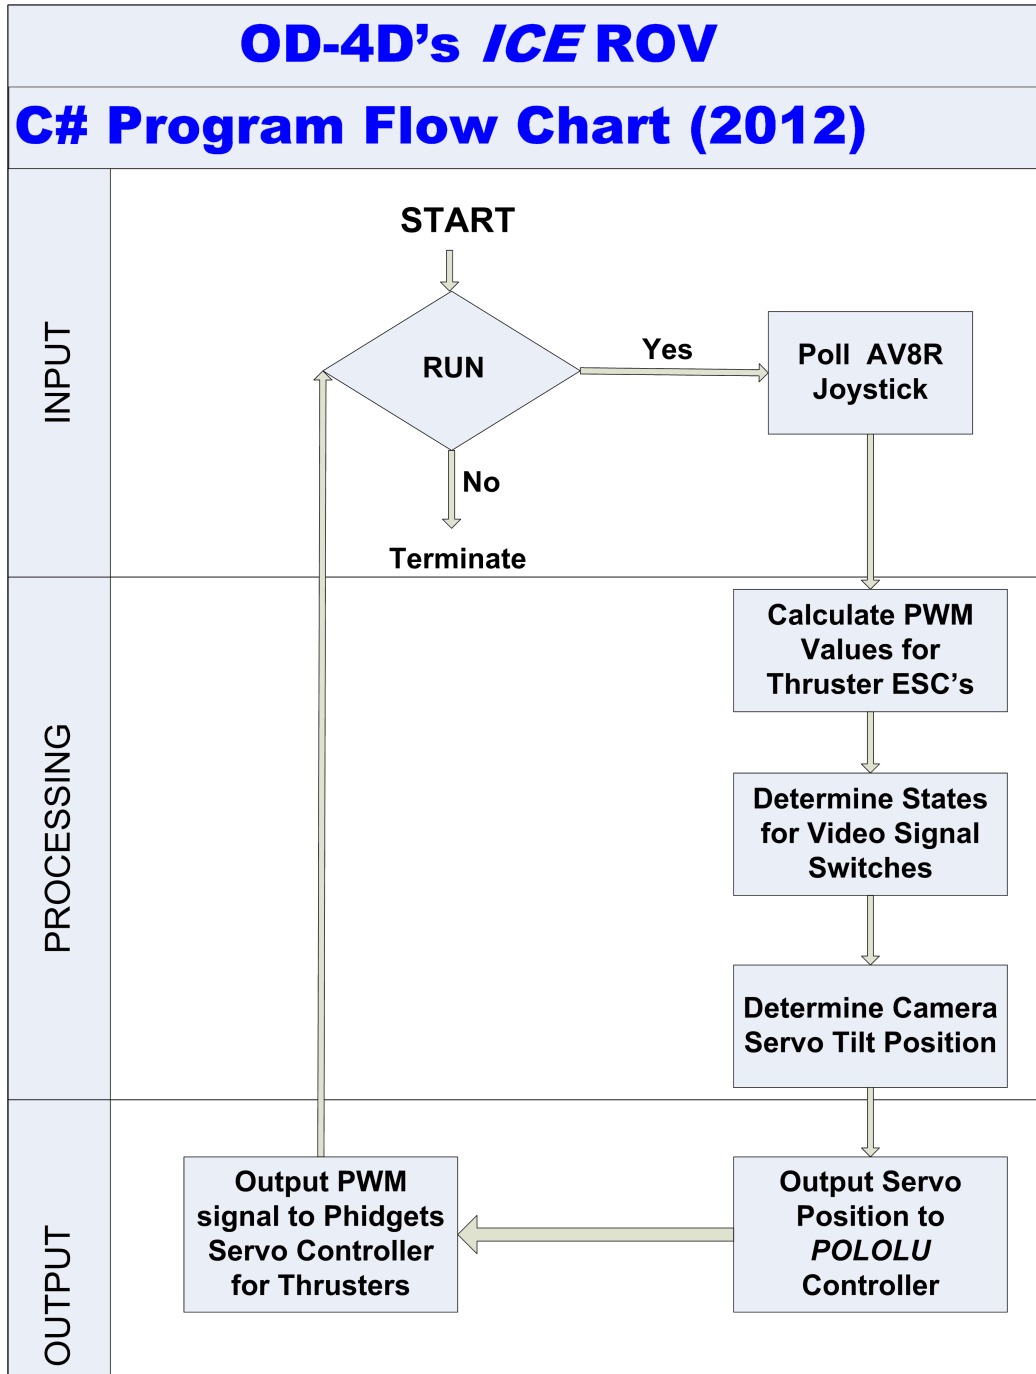 OD-4D’s ICE ROV
C# Program Flow Chart (2012)
INPUT
START
RUN
Yes
Poll AV8R
Joystick
No
Terminate
PROCESSING
Calculate PWM
Values for
Thruster ESC’s
Determine States
for Video Signal
Switches
Determine Camera
Servo Tilt Position
OUTPUT
Output PWM
signal to Phidgets
Servo Controller
for Thrusters
Output Servo
Position to
POLOLU
Controller